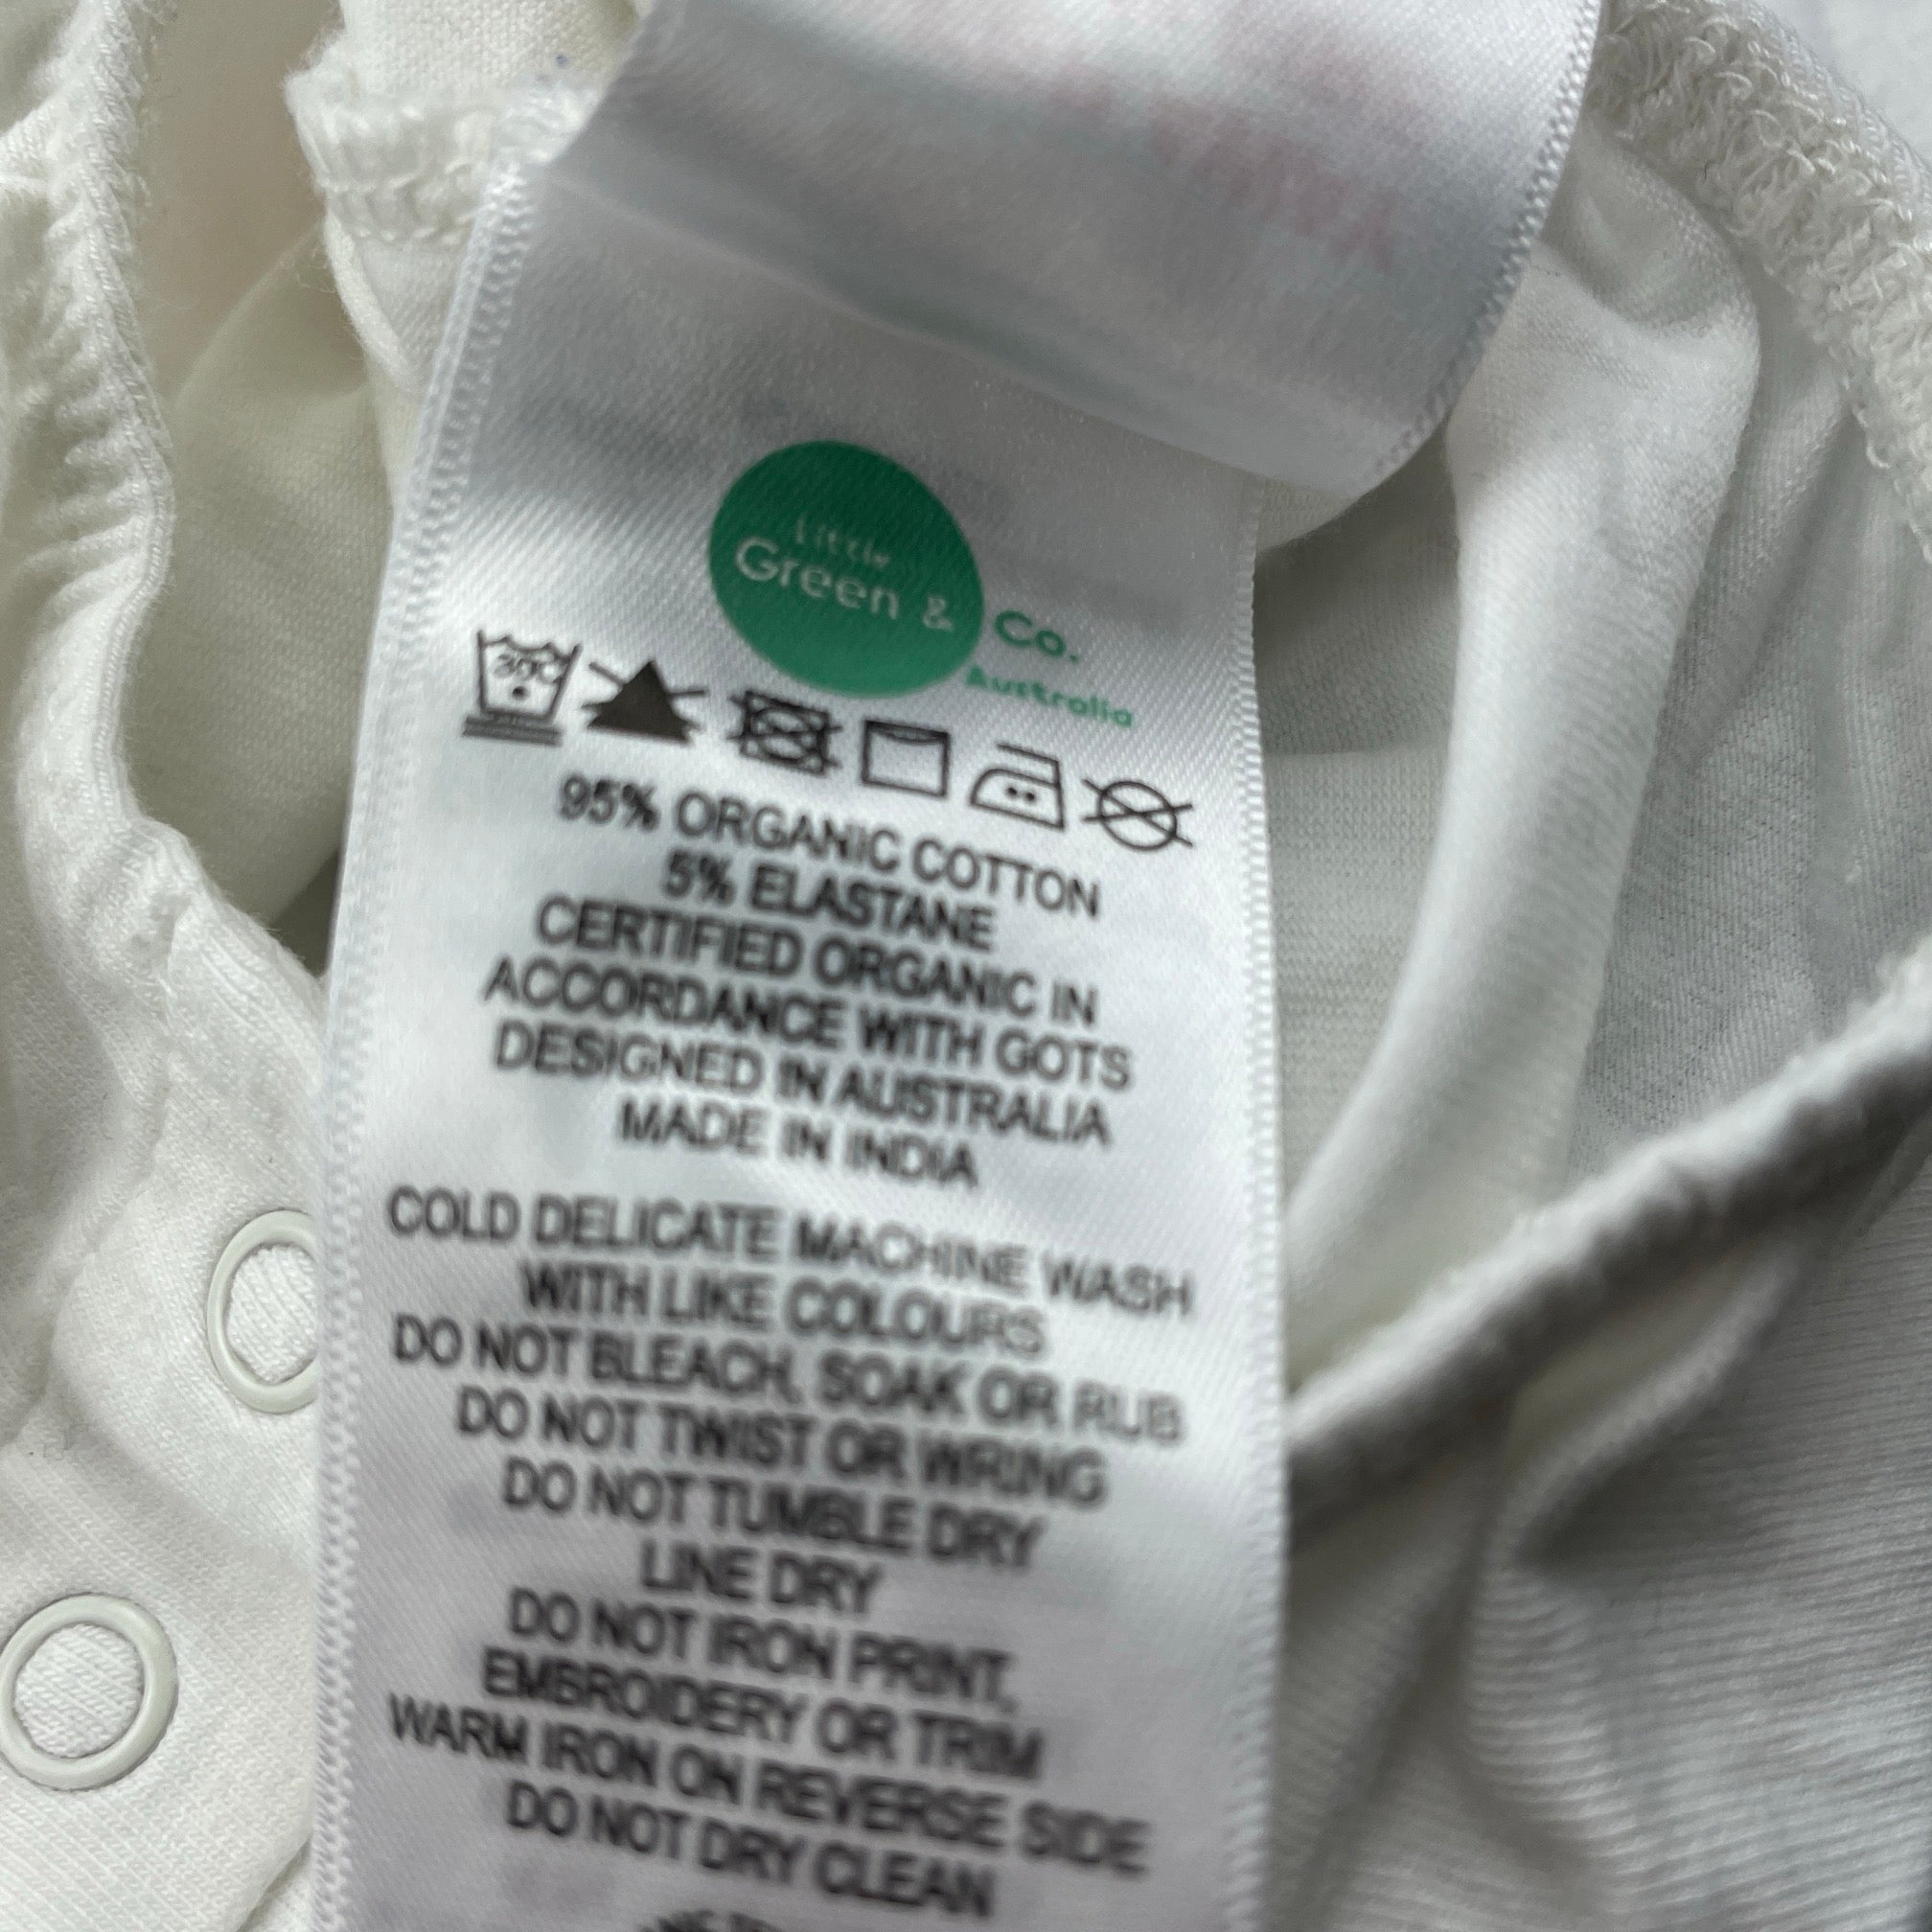 Little
Green & Co.
Australia
30C
95% ORGANIC COTTON
5% ELASTANE
CERTIFIED ORGANIC IN
ACCORDANCE WITH GOTS
DESIGNED IN AUSTRALIA
MADE IN INDIA
COLD DELICATE MACHINE WASH
WITH LIKE COLOURS
DO NOT BLEACH, SOAK OR RUB
DO NOT TWIST OR WRING
DO NOT TUMBLE DRY
LINE DRY
DO NOT IRON PRINT,
EMBROIDERY OR TRIM
WARM IRON ON REVERSE SIDE
DO NOT DRY CLEAN